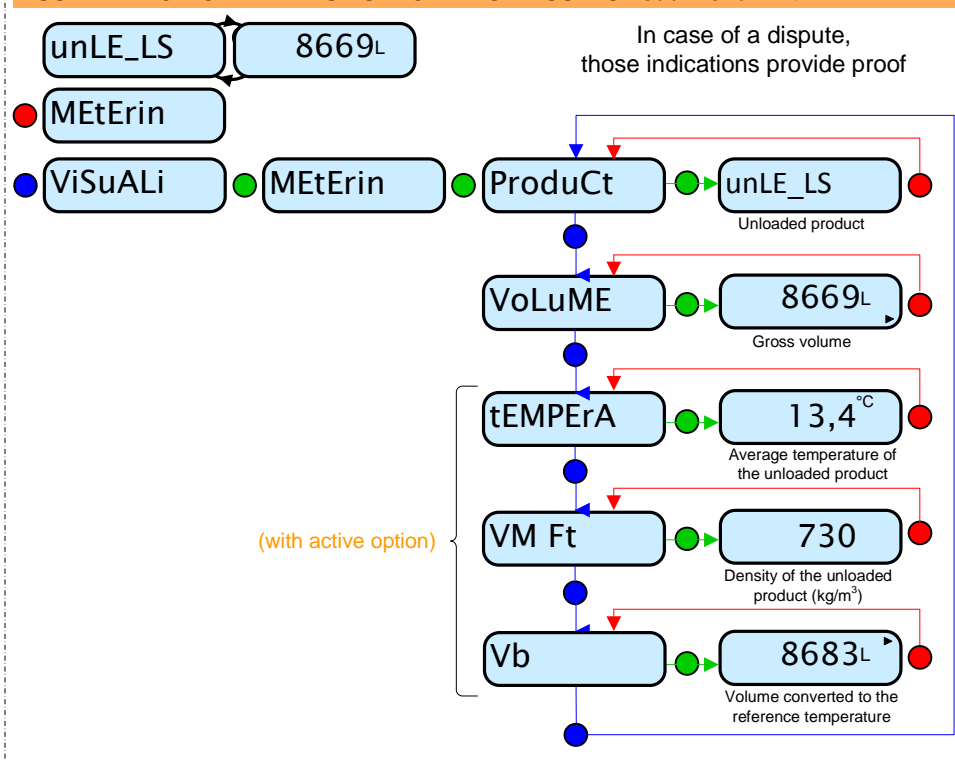 unLE_LS 8669L
In case of a dispute,
those indications provide proof
MEtErin
ViSuALi MEtErin ProduCt unLE_LS
Unloaded product
VoLuME 8669L
Gross volume
tEMPErA 13,4°C
Average temperature of
the unloaded product
(with active option)
VM Ft 730
Density of the unloaded
product (kg/m³)
Vb 8683L
Volume converted to the
reference temperature